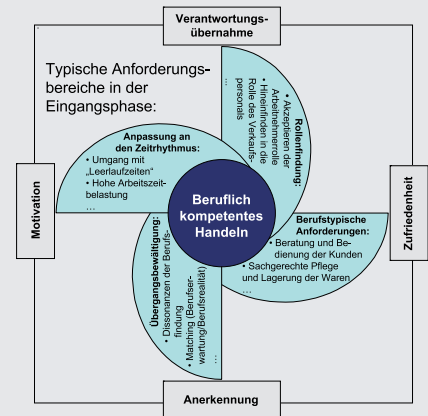 Verantwortungs-
übernahme
Typische Anforderungs-
bereiche in der
Eingangsphase:
Anpassung an
den Zeitrhythmus:
• Umgang mit
„Leerlaufzeiten“
• Hohe Arbeitszeit-
belastung
…
Rollenfindung:
• Akzeptieren der
Arbeitnehmerrolle
• Hineinfinden in die
Rolle des Verkaufs-
personals
…
Motivation
Beruflich
kompetentes
Handeln
Zufriedenheit
Berufstypische
Anforderungen:
• Beratung und Be-
dienung der Kunden
• Sachgerechte Pflege
und Lagerung der Waren
…
Übergangsbewältigung:
• Dissonanzen der Berufs-
findung
• Matching (Berufser-
wartung/Berufsrealität)
…
Anerkennung